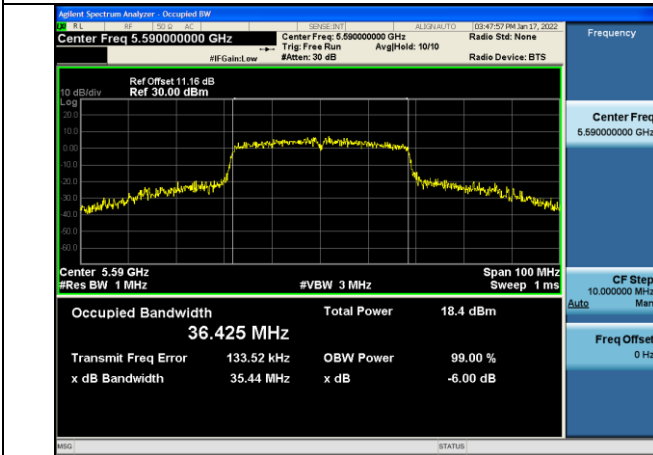 Agilent Spectrum Analyzer - Occupied BW
RL RF 50 Ω AC SENSE:INT ALIGNAUTO 03:47:57 PM Jan 17, 2022
Center Freq 5.590000000 GHz
Center Freq: 5.590000000 GHz
Radio Std: None
Trig: Free Run Avg|Hold: 10/10
#IFGain:Low #Atten: 30 dB Radio Device: BTS
Frequency
Ref Offset 11.16 dB
10 dB/div Ref 30.00 dBm
Log
20.0
10.0
0.00
-10.0
-20.0
-30.0
-40.0
-50.0
-60.0
Center 5.59 GHz Span 100 MHz
#Res BW 1 MHz #VBW 3 MHz Sweep 1 ms
Occupied Bandwidth Total Power 18.4 dBm
36.425 MHz
Transmit Freq Error 133.52 kHz OBW Power 99.00 %
x dB Bandwidth 35.44 MHz x dB -6.00 dB
Center Freq
5.590000000 GHz
CF Step
10.000000 MHz
Auto Man
Freq Offset
0 Hz
MSG STATUS